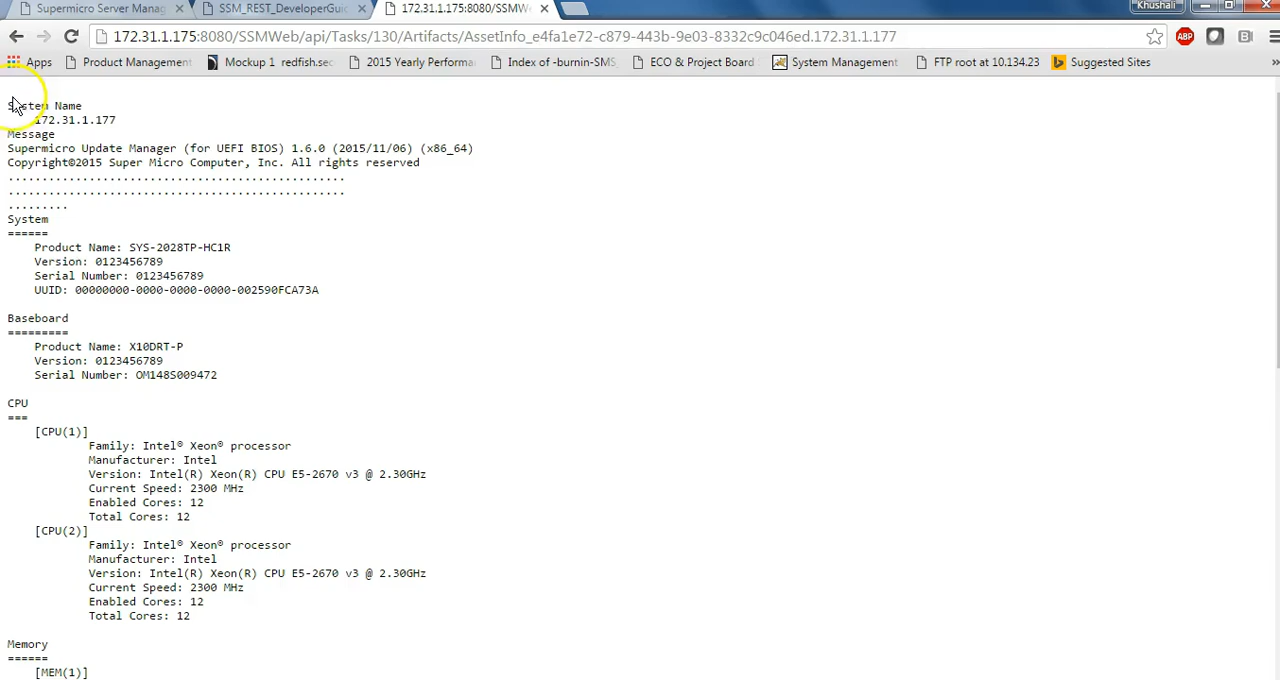 Supermicro Server Manag
SSM_REST_DeveloperGuid
172.31.1.175:8080/SSMWe
Khushali
172.31.1.175:8080/SSMWeb/api/Tasks/130/Artifacts/AssetInfo_e4fa1e72-c879-443b-9e03-8332c9c046ed.172.31.1.177
ABP
Apps
Product Management
Mockup 1 redfish.sec
2015 Yearly Performa
Index of -burnin-SMS
ECO & Project Board
System Management
FTP root at 10.134.23
Suggested Sites
System Name
172.31.1.177
Message
Supermicro Update Manager (for UEFI BIOS) 1.6.0 (2015/11/06) (x86_64)
Copyright©2015 Super Micro Computer, Inc. All rights reserved
..................................................
..................................................
.........
System
======
Product Name: SYS-2028TP-HC1R
Version: 0123456789
Serial Number: 0123456789
UUID: 00000000-0000-0000-0000-002590FCA73A
Baseboard
=========
Product Name: X10DRT-P
Version: 0123456789
Serial Number: OM148S009472
CPU
===
[CPU(1)]
Family: Intel® Xeon® processor
Manufacturer: Intel
Version: Intel(R) Xeon(R) CPU E5-2670 v3 @ 2.30GHz
Current Speed: 2300 MHz
Enabled Cores: 12
Total Cores: 12
[CPU(2)]
Family: Intel® Xeon® processor
Manufacturer: Intel
Version: Intel(R) Xeon(R) CPU E5-2670 v3 @ 2.30GHz
Current Speed: 2300 MHz
Enabled Cores: 12
Total Cores: 12
Memory
======
[MEM(1)]